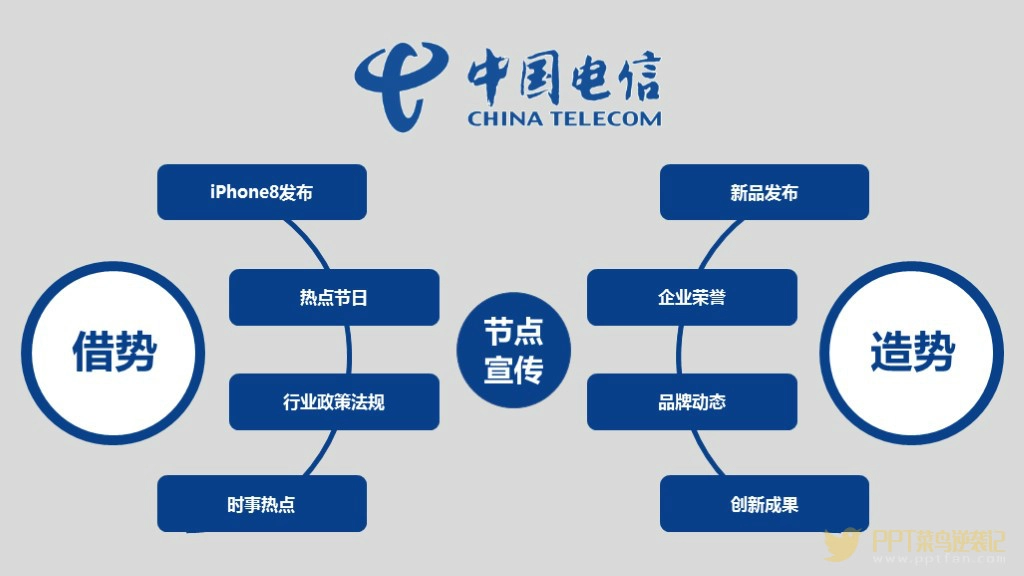 中国电信
CHINA TELECOM
iPhone8发布
热点节日
行业政策法规
时事热点
借势
节点
宣传
新品发布
企业荣誉
品牌动态
创新成果
造势
PPT菜鸟逆袭记
www.pptfan.com